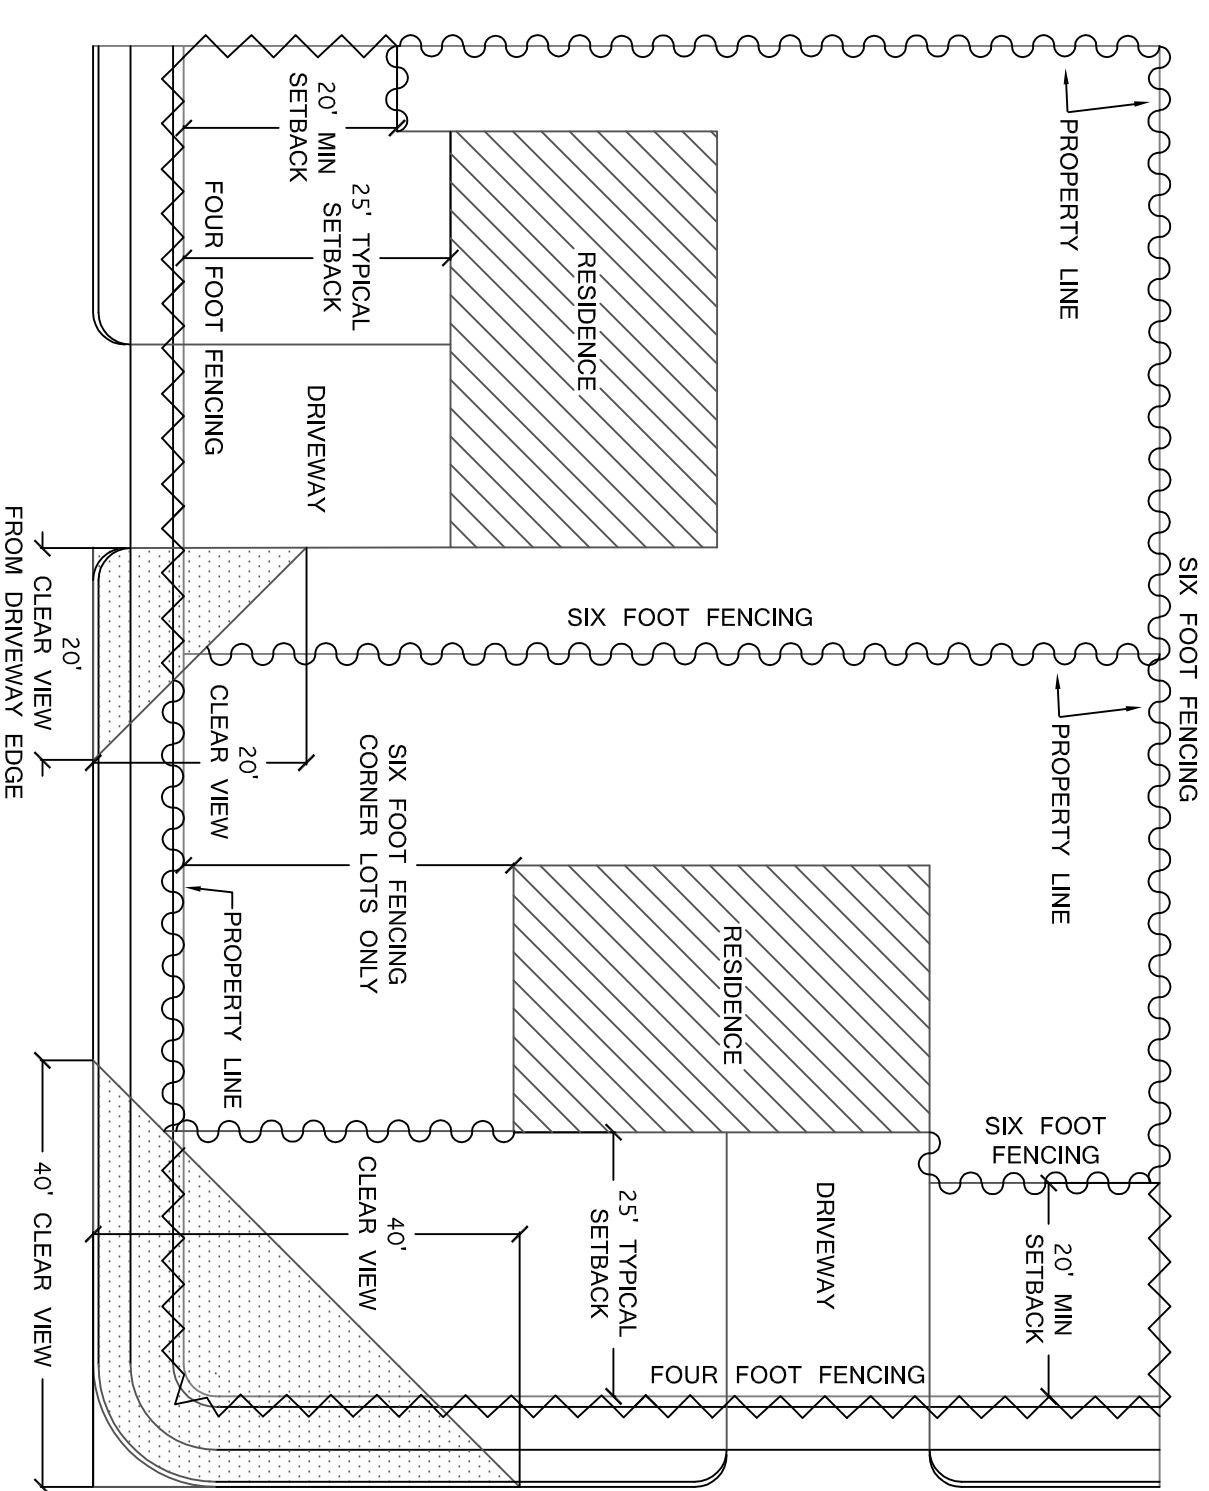 SIX FOOT FENCING
PROPERTY LINE
PROPERTY LINE
SIX FOOT FENCING
SIX FOOT
FENCING
RESIDENCE
RESIDENCE
20' MIN
SETBACK
25' TYPICAL
SETBACK
FOUR FOOT FENCING
DRIVEWAY
20'
CLEAR VIEW
SIX FOOT FENCING
CORNER LOTS ONLY
PROPERTY LINE
40'
CLEAR VIEW
25' TYPICAL
SETBACK
DRIVEWAY
20' MIN
SETBACK
FOUR FOOT FENCING
20'
CLEAR VIEW
FROM DRIVEWAY EDGE
40' CLEAR VIEW